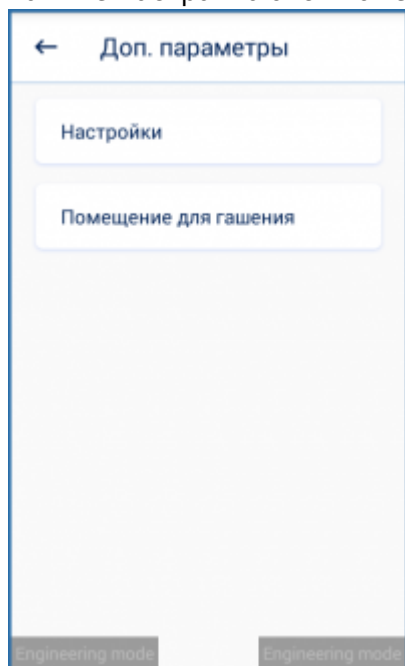 ← Доп. параметры
Настройки
Помещение для гашения
Engineering mode Engineering mode